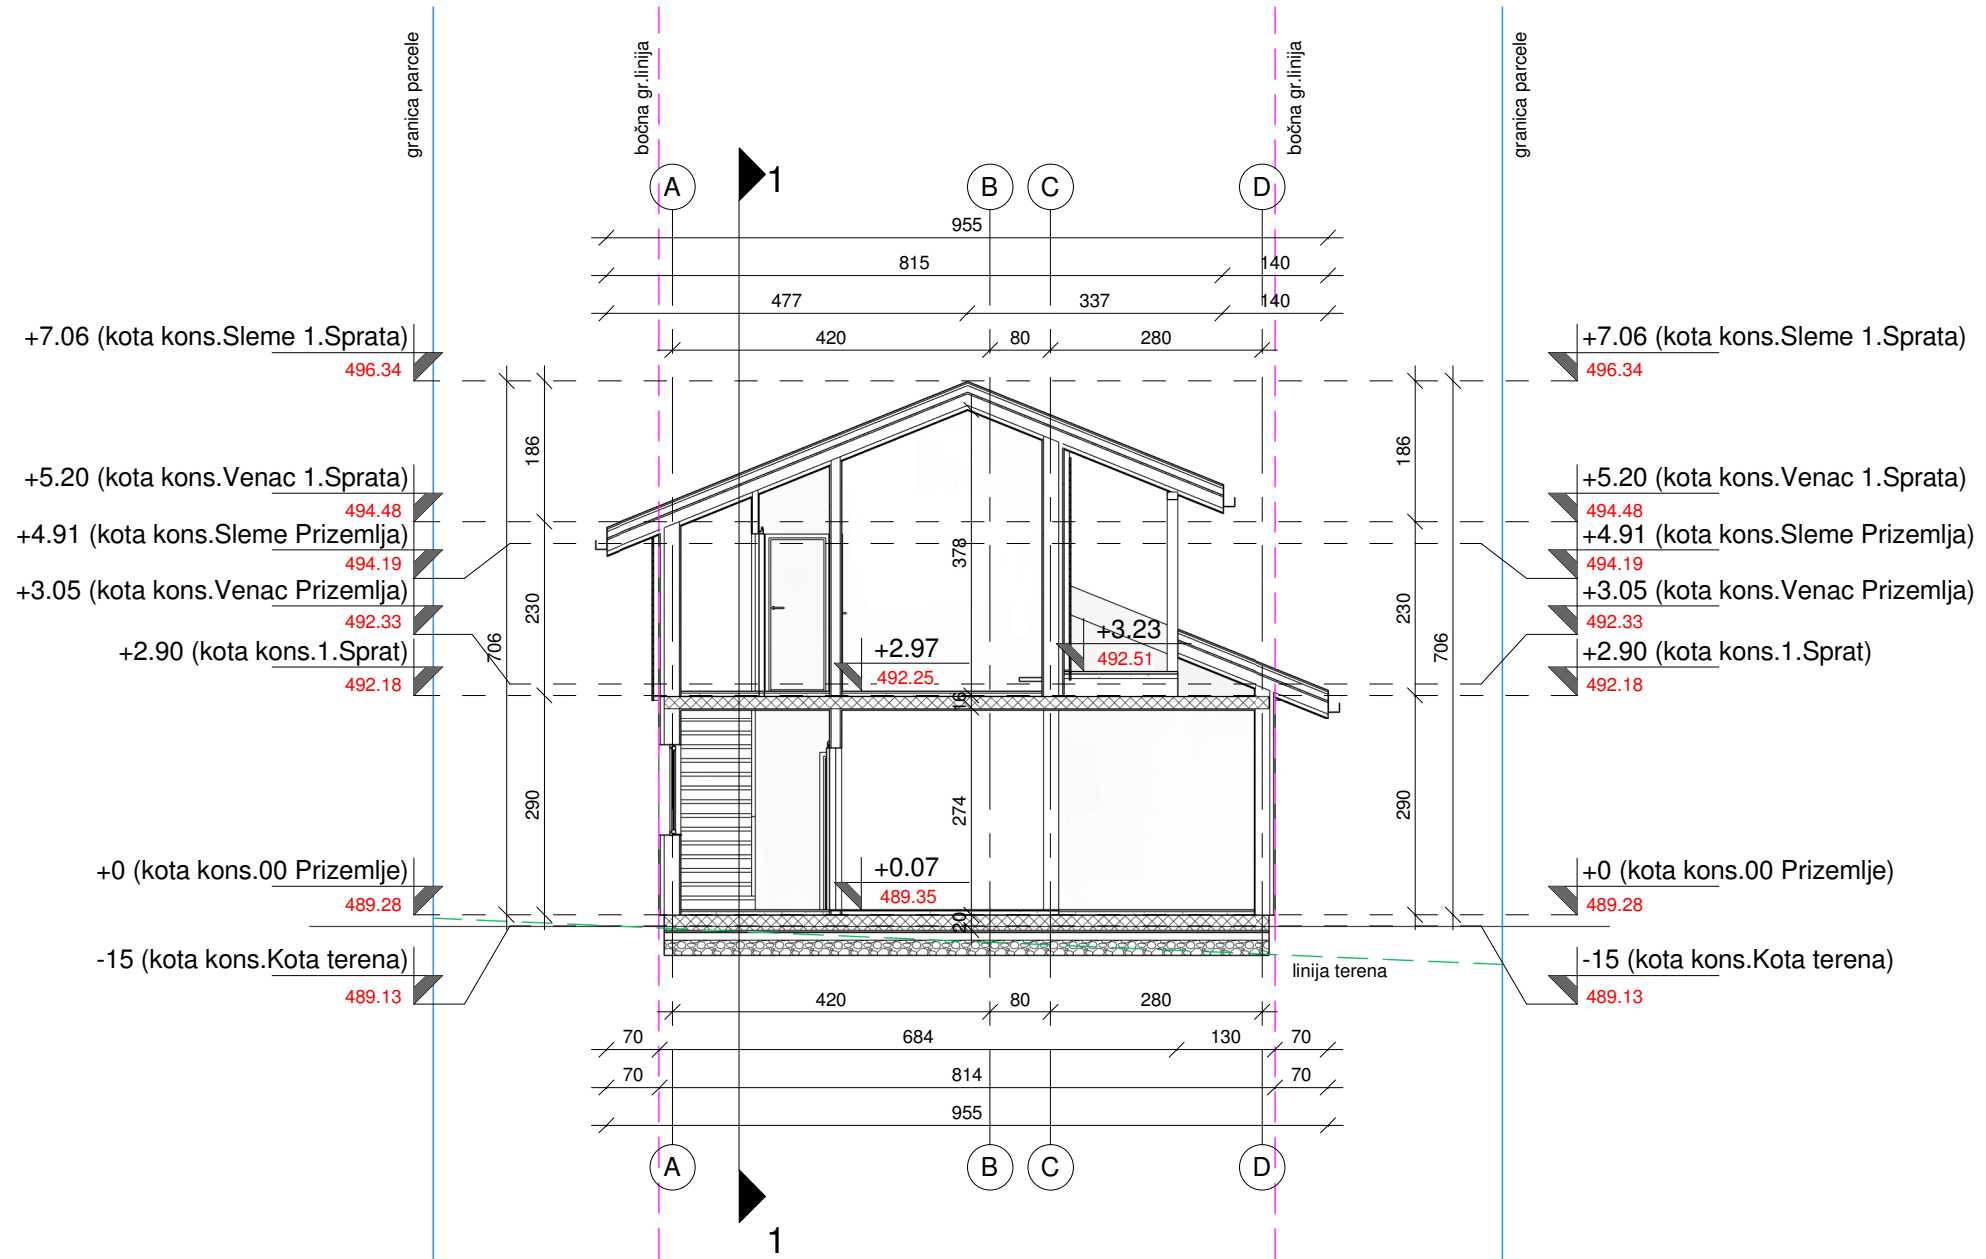 granica parcele
bočna gr.linija
bočna gr.linija
granica parcele
1
A
B
C
D
955
815
140
477
337
140
420
80
280
+7.06 (kota kons.Sleme 1.Sprata)
496.34
+5.20 (kota kons.Venac 1.Sprata)
494.48
+4.91 (kota kons.Sleme Prizemlja)
494.19
+3.05 (kota kons.Venac Prizemlja)
492.33
+2.90 (kota kons.1.Sprat)
492.18
+0 (kota kons.00 Prizemlje)
489.28
-15 (kota kons.Kota terena)
489.13
706
186
230
290
378
16
274
20
+2.97
492.25
+3.23
492.51
+0.07
489.35
186
230
290
706
+7.06 (kota kons.Sleme 1.Sprata)
496.34
+5.20 (kota kons.Venac 1.Sprata)
494.48
+4.91 (kota kons.Sleme Prizemlja)
494.19
+3.05 (kota kons.Venac Prizemlja)
492.33
+2.90 (kota kons.1.Sprat)
492.18
+0 (kota kons.00 Prizemlje)
489.28
-15 (kota kons.Kota terena)
489.13
linija terena
420
80
280
70
684
130
70
70
814
70
955
A
B
C
D
1